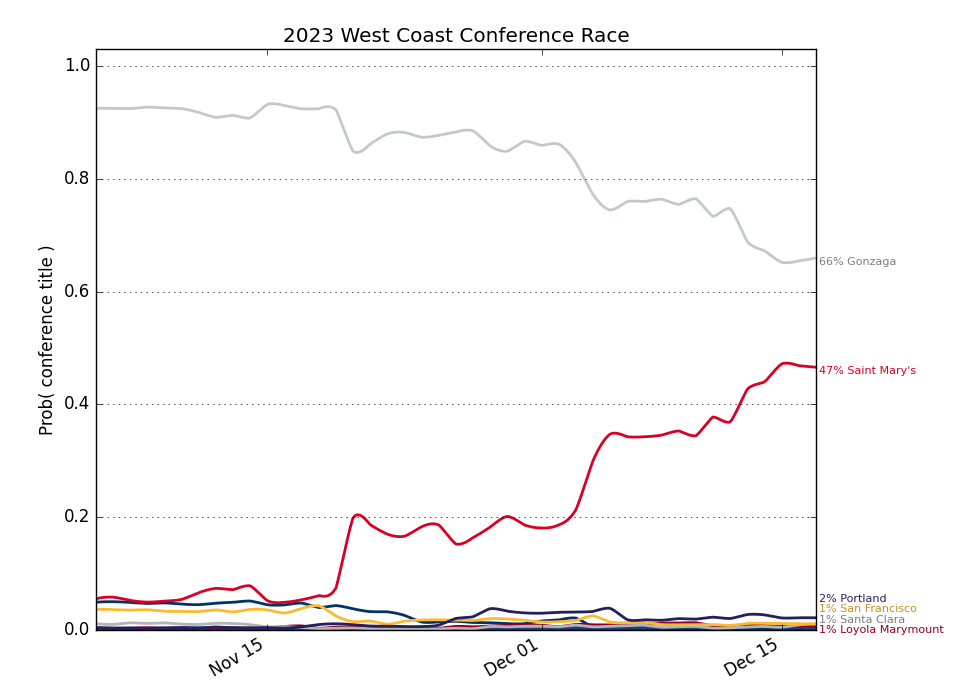 2023 West Coast Conference Race
Prob( conference title )
1.0
0.8
0.6
0.4
0.2
0.0
66% Gonzaga
47% Saint Mary's
2% Portland
1% San Francisco
1% Santa Clara
1% Loyola Marymount
Nov 15
Dec 01
Dec 15